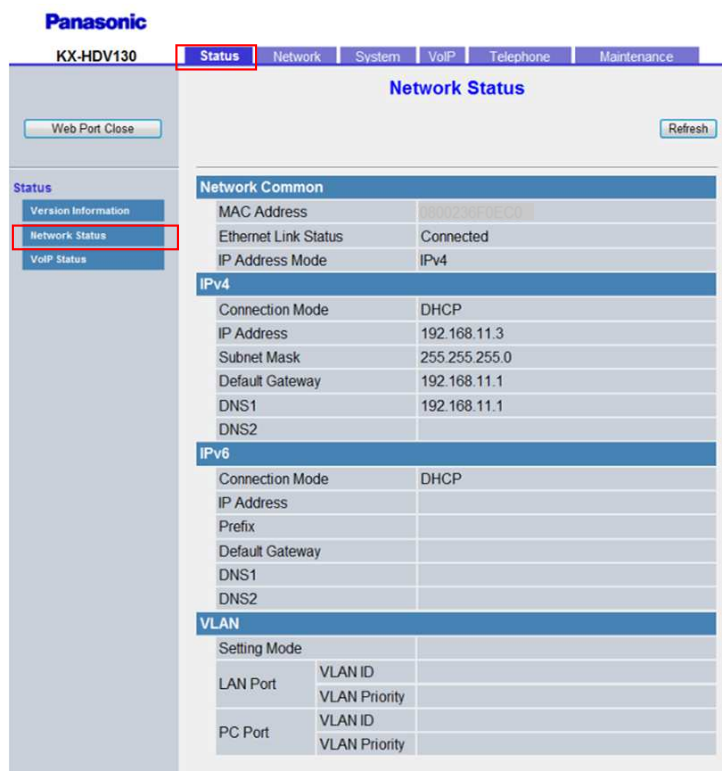 Panasonic
KX-HDV130
Status Network System VoIP Telephone Maintenance
Network Status
Web Port Close
Refresh
Status
Version Information
Network Status
VoIP Status
Network Common
MAC Address 0800236F0EC0
Ethernet Link Status Connected
IP Address Mode IPv4
IPv4
Connection Mode DHCP
IP Address 192.168.11.3
Subnet Mask 255.255.255.0
Default Gateway 192.168.11.1
DNS1 192.168.11.1
DNS2
IPv6
Connection Mode DHCP
IP Address
Prefix
Default Gateway
DNS1
DNS2
VLAN
Setting Mode
LAN Port
VLAN ID
VLAN Priority
PC Port
VLAN ID
VLAN Priority